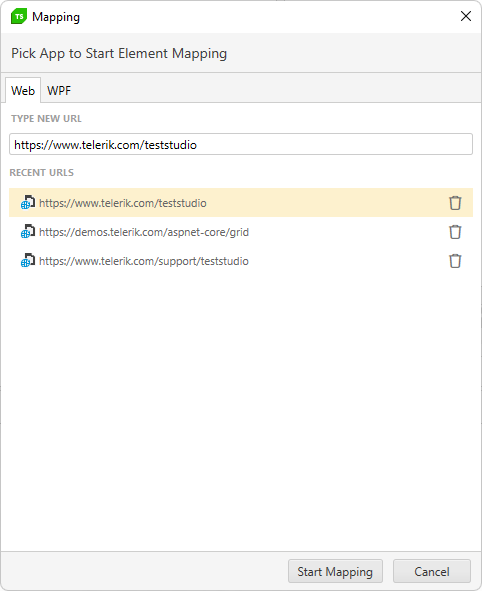 TS Mapping
Pick App to Start Element Mapping
Web WPF
TYPE NEW URL
https://www.telerik.com/teststudio
RECENT URLS
https://www.telerik.com/teststudio
https://demos.telerik.com/aspnet-core/grid
https://www.telerik.com/support/teststudio
Start Mapping Cancel